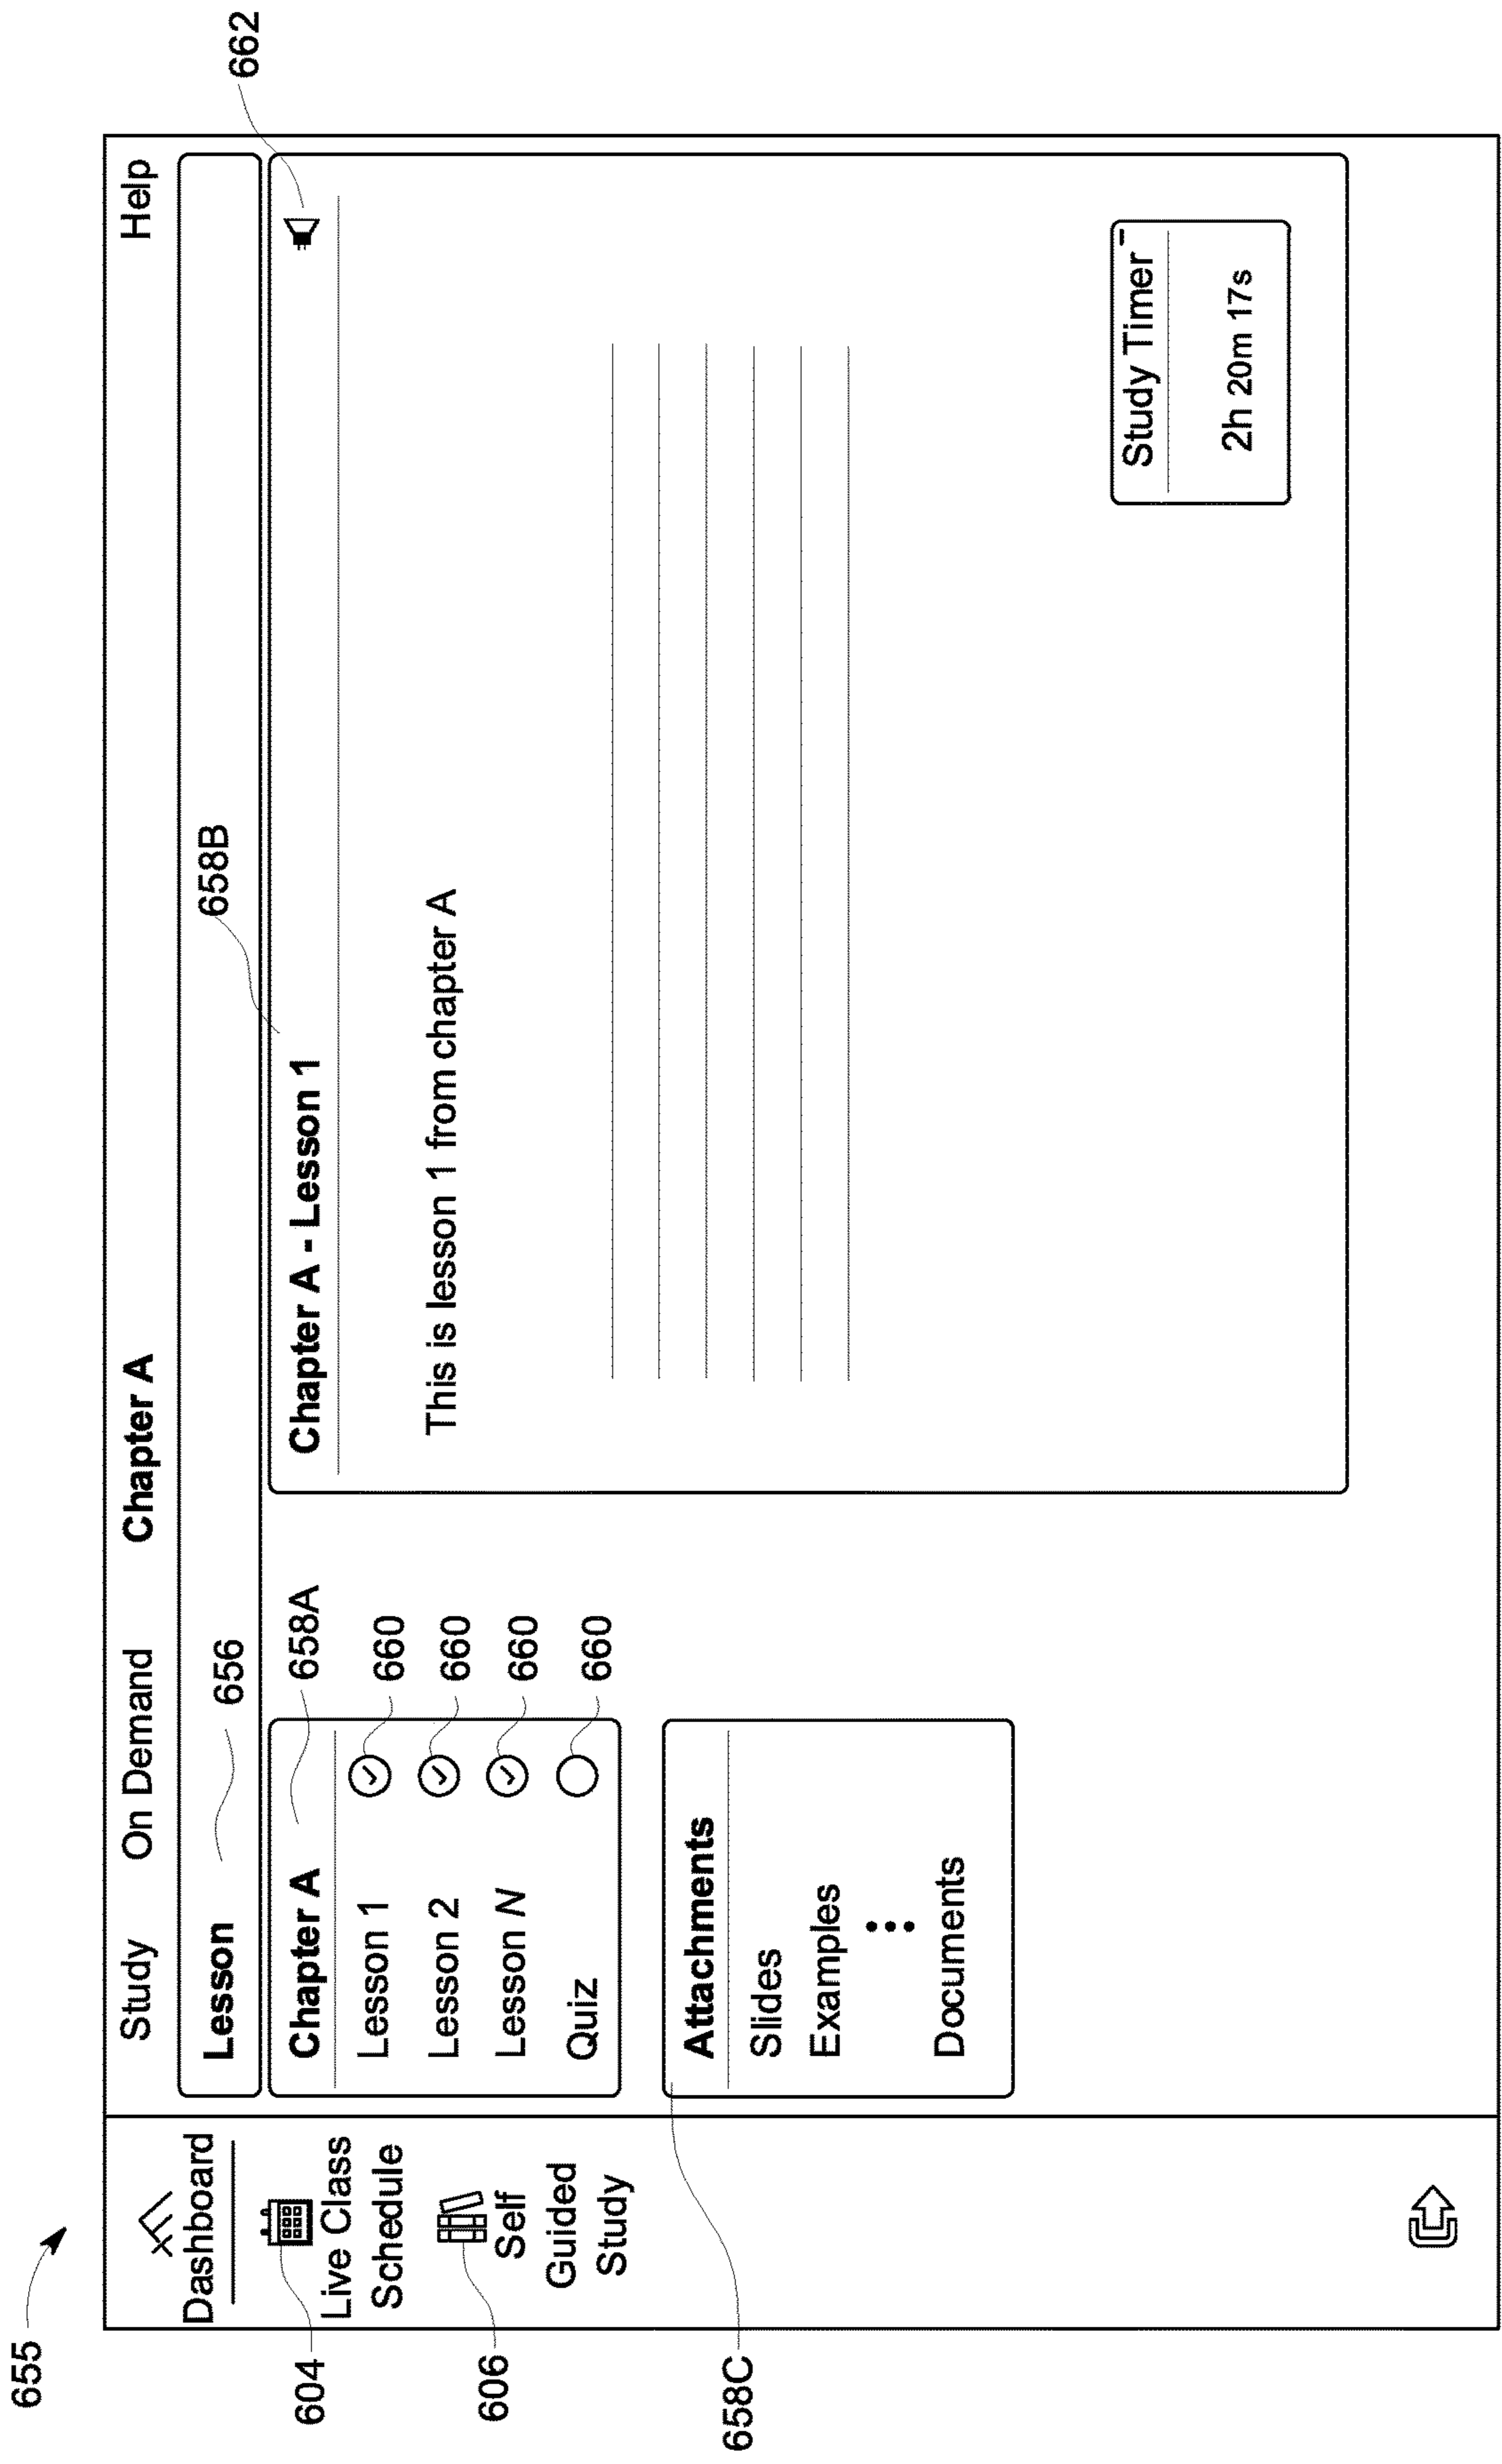 655
662
Dashboard
604
Live Class
Schedule
606
Self
Guided
Study
658C
Study On Demand Chapter A Help
Lesson
656
658B
Chapter A
658A
Lesson 1
660
Lesson 2
660
Lesson N
660
Quiz
660
Attachments
Slides
Examples
Documents
Chapter A - Lesson 1
This is lesson 1 from chapter A
Study Timer -
2h 20m 17s